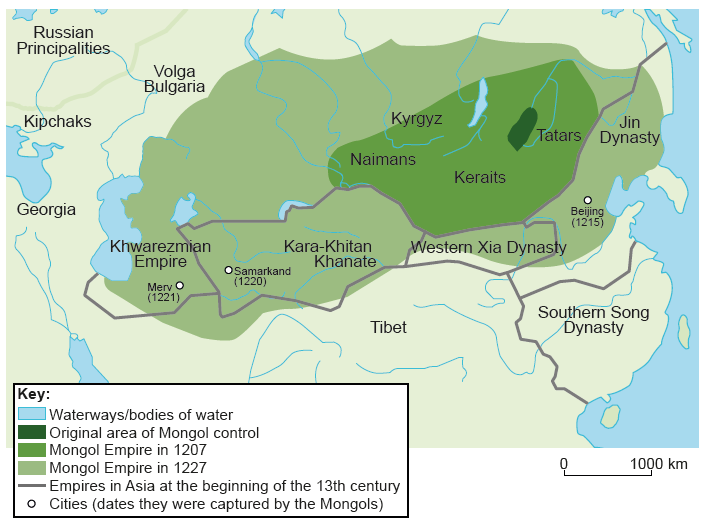 Russian
Principalities
Volga
Bulgaria
Kipchaks
Kyrgyz
Tatars
Jin
Dynasty
Naimans
Keraits
Georgia
Beijing
(1215)
Khwarezmian
Empire
Kara-Khitan
Khanate
Western Xia Dynasty
Samarkand
(1220)
Merv
(1221)
Tibet
Southern Song
Dynasty
Key:
Waterways/bodies of water
Original area of Mongol control
Mongol Empire in 1207
Mongol Empire in 1227
Empires in Asia at the beginning of the 13th century
Cities (dates they were captured by the Mongols)
0 1000 km